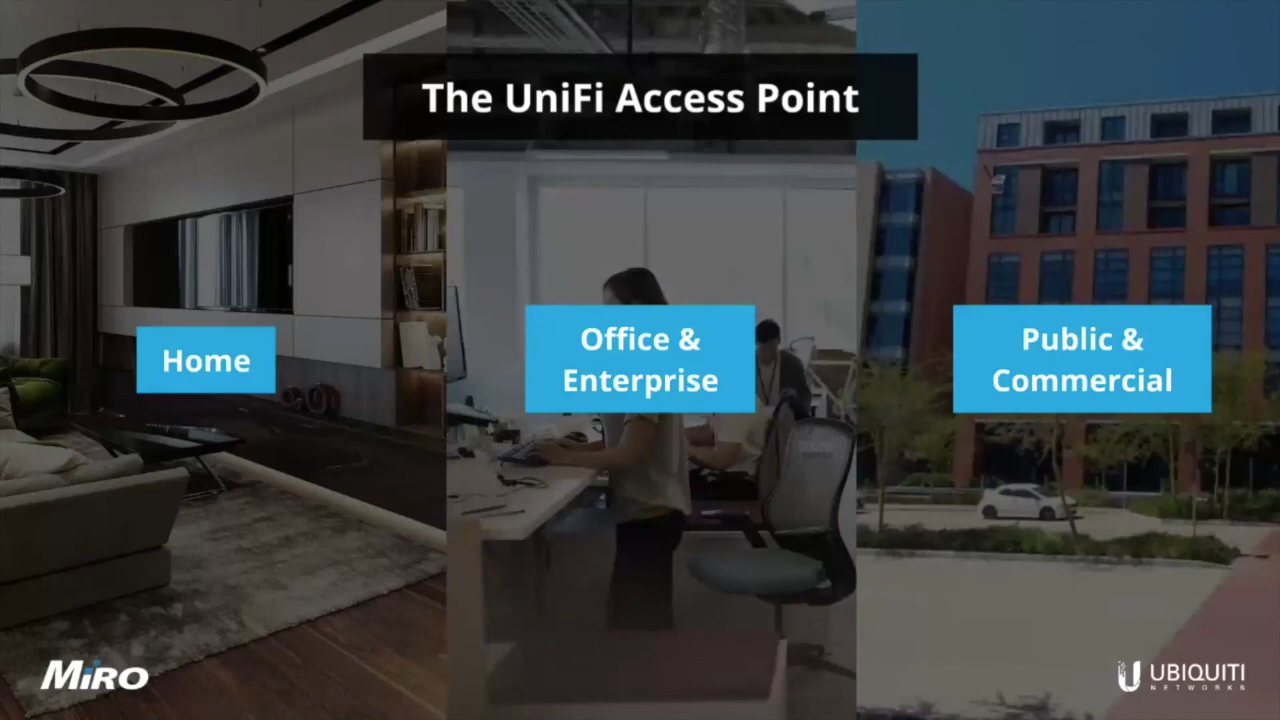 The UniFi Access Point
Home
Office &
Enterprise
Public &
Commercial
MiRO
UBIQUITI
NETWORKS